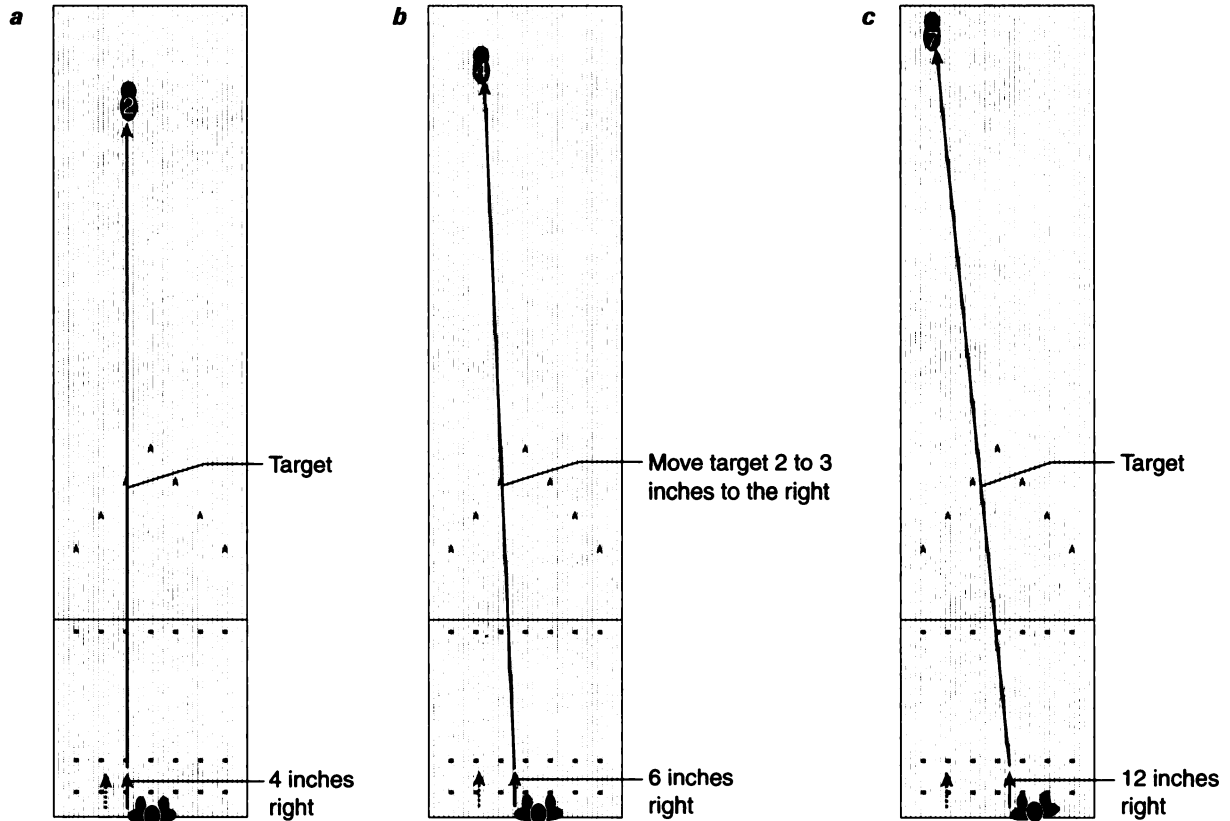 a
b
c
2
4
7
Target
Move target 2 to 3
inches to the right
Target
4 inches
right
6 inches
right
12 inches
right